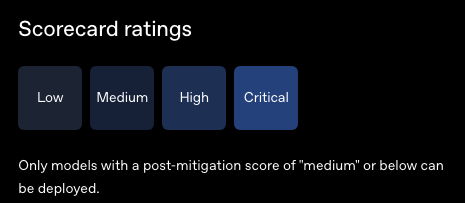 Scorecard ratings
Low Medium High Critical
Only models with a post-mitigation score of "medium" or below can
be deployed.